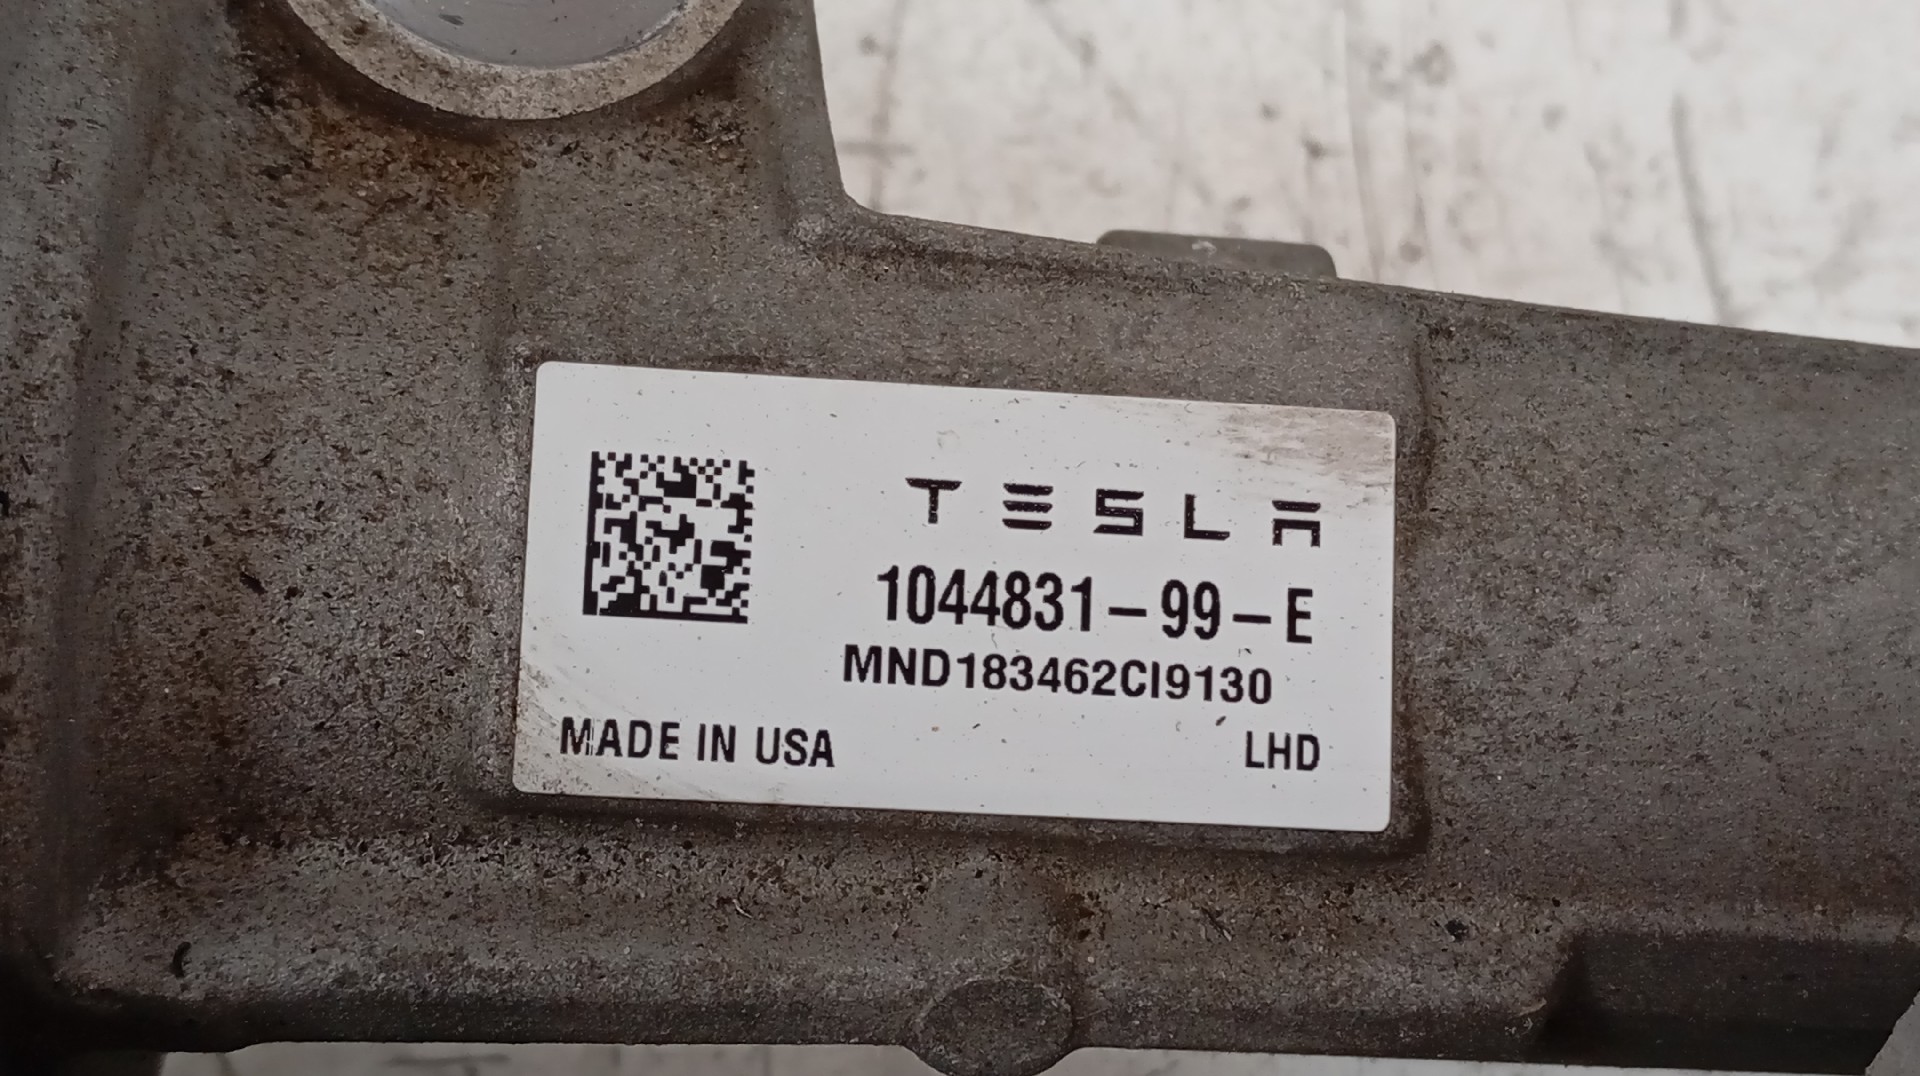 TESLA
1044831-99-E
MND183462CI9130
MADE IN USA
LHD